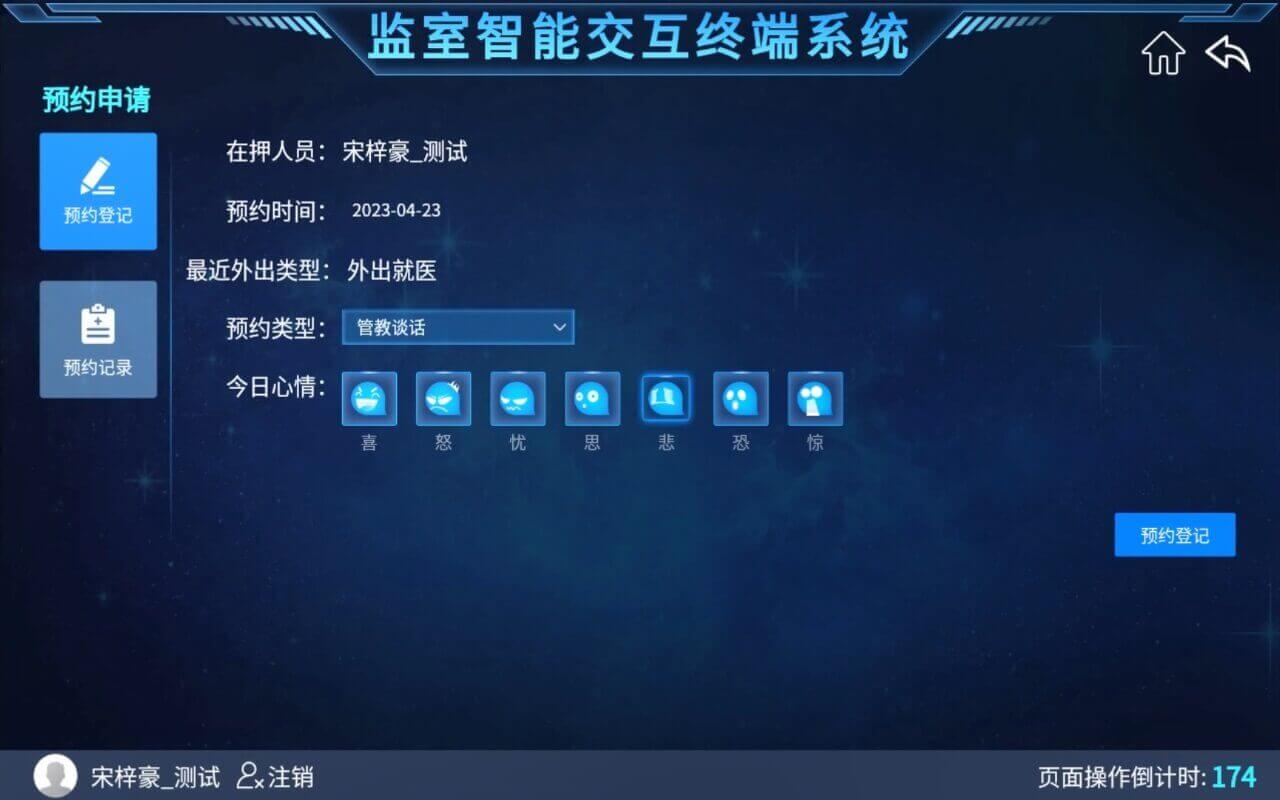 监室智能交互终端系统
预约申请
预约登记
预约记录
在押人员： 宋梓豪_测试
预约时间： 2023-04-23
最近外出类型： 外出就医
预约类型： 管教谈话
今日心情：
喜 怒 忧 思 悲 恐 惊
预约登记
宋梓豪_测试 注销
页面操作倒计时: 174